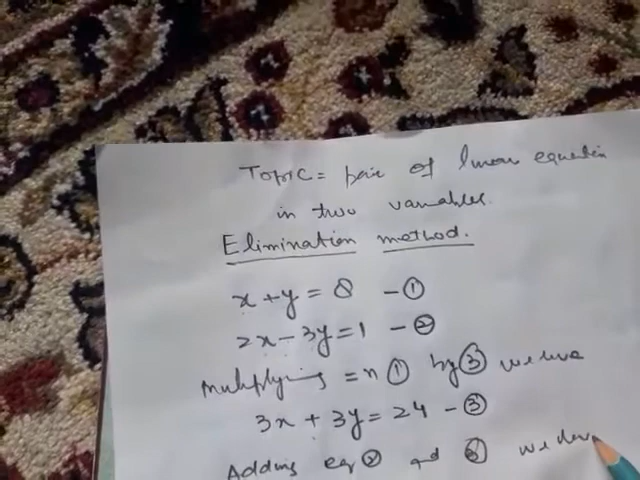 Topic = pair of linear equation
in two variables.
Elimination method.
x + y = 8 - ①
2x - 3y = 1 - ②
Multiplying =n ① by ③ we have
3x + 3y = 24 - ③
Adding eq ② and ③ we have